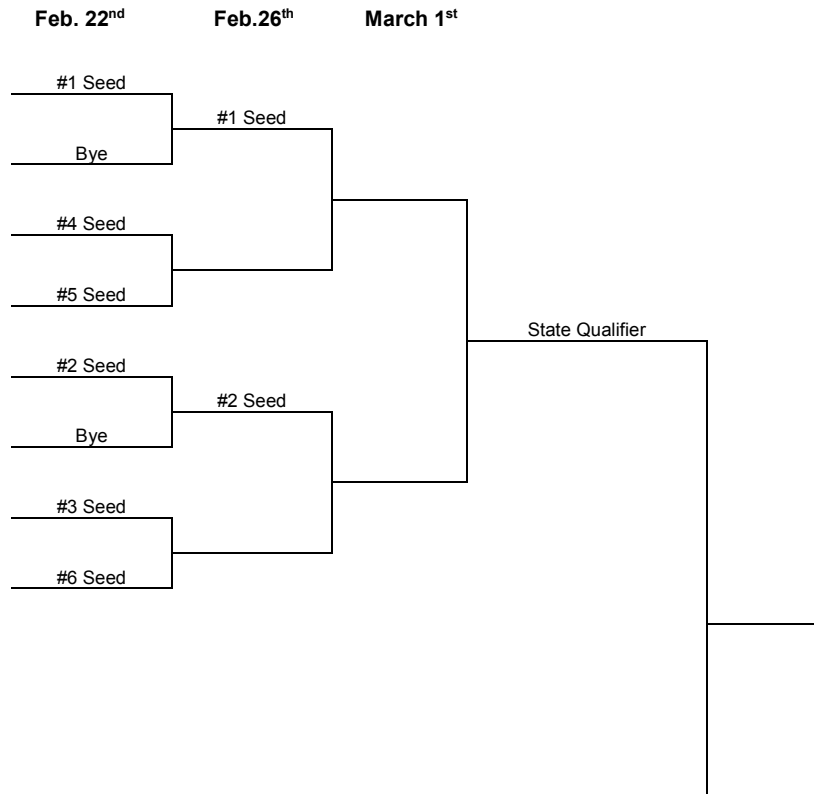 Feb. 22nd Feb.26th March 1st
#1 Seed
#1 Seed
Bye
#4 Seed
#5 Seed
State Qualifier
#2 Seed
#2 Seed
Bye
#3 Seed
#6 Seed